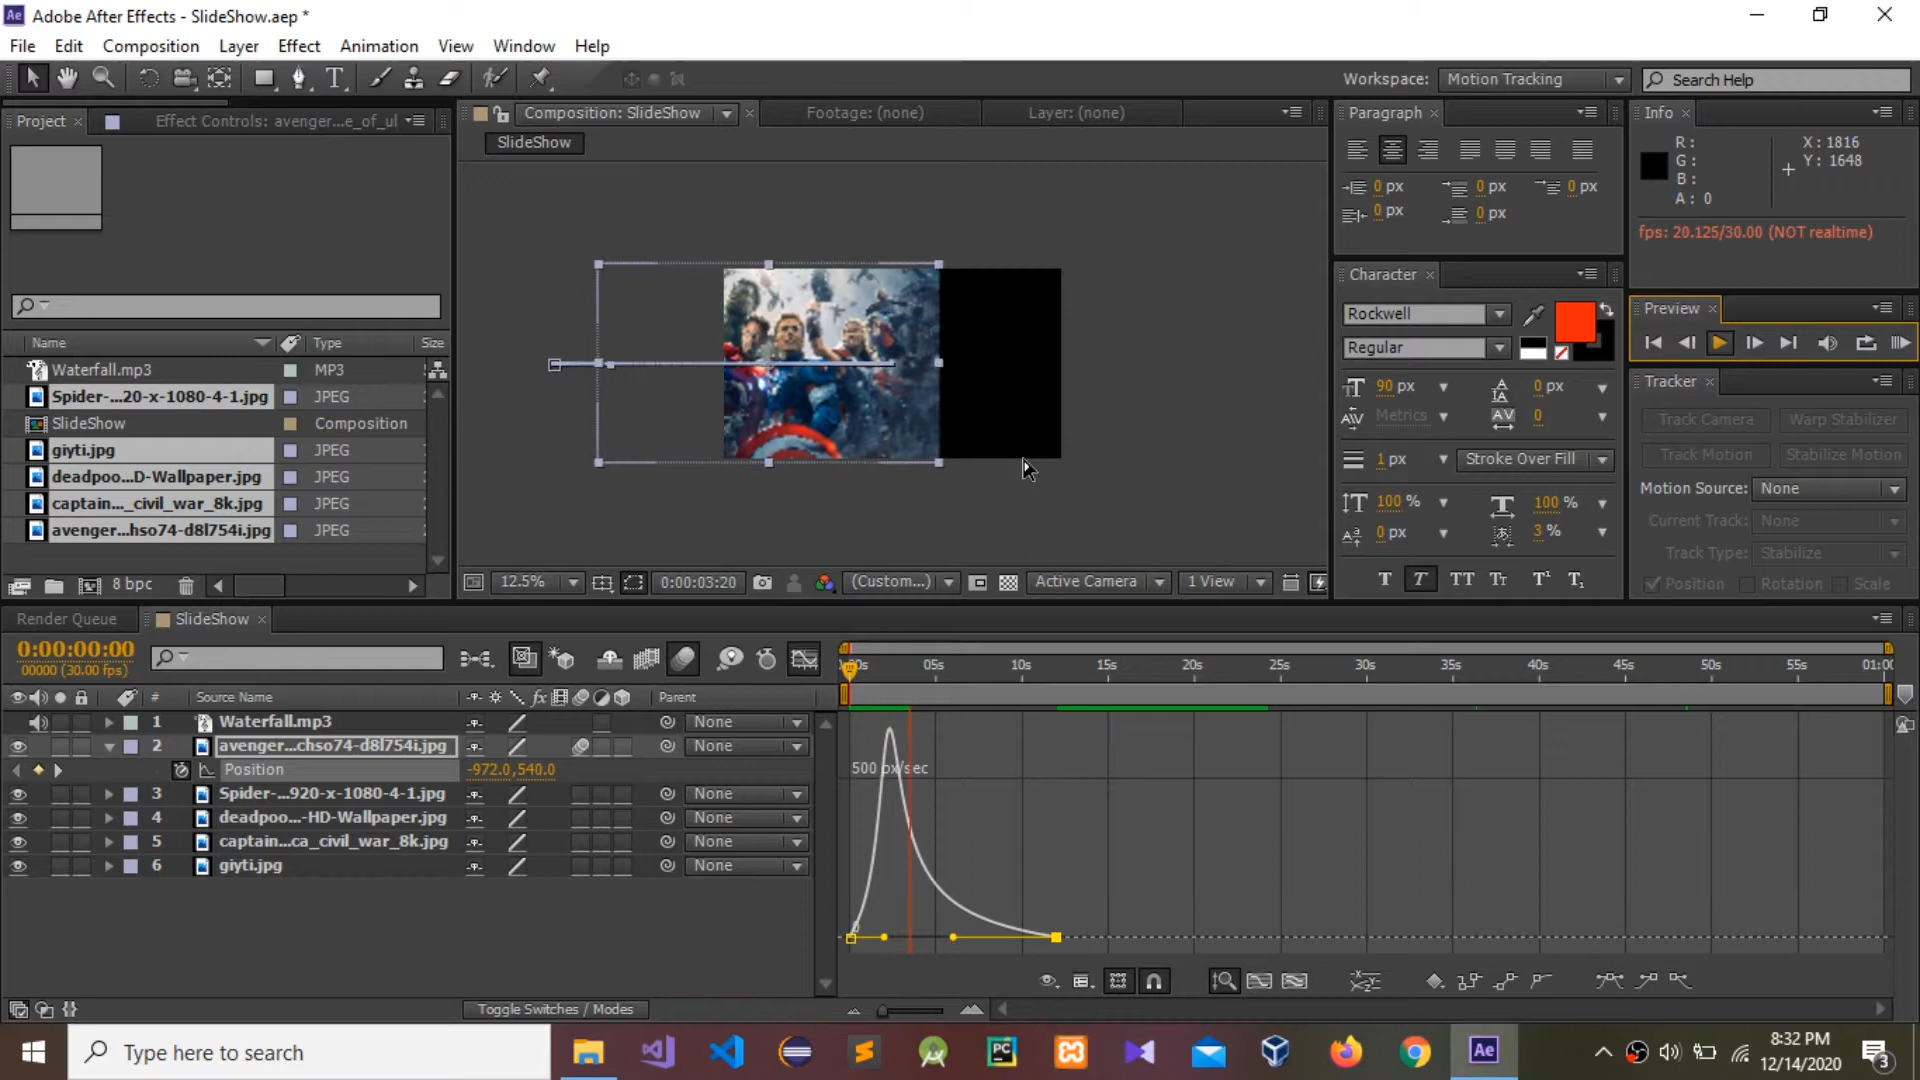 Adobe After Effects - SlideShow.aep *
File Edit Composition Layer Effect Animation View Window Help
Workspace: Motion Tracking
Search Help
Project
Effect Controls: avenger...e_of_ul
Composition: SlideShow
Footage: (none)
Layer: (none)
SlideShow
Paragraph
0 px 0 px 0 px
0 px 0 px
Info
R :
G :
B :
A : 0
X : 1816
Y : 1648
fps: 20.125/30.00 (NOT realtime)
Character
Rockwell
Regular
90 px 0 px
Metrics 0
1 px Stroke Over Fill
100 % 100 %
0 px 3 %
Preview
Tracker
Track Camera Warp Stabilizer
Track Motion Stabilize Motion
Motion Source: None
Current Track: None
Track Type: Stabilize
Position Rotation Scale
Name Type Size
Waterfall.mp3 MP3
Spider-...20-x-1080-4-1.jpg JPEG
SlideShow Composition
giyti.jpg JPEG
deadpoo...D-Wallpaper.jpg JPEG
captain..._civil_war_8k.jpg JPEG
avenger...hso74-d8l754i.jpg JPEG
8 bpc
12.5% 0:00:03:20 (Custom...) Active Camera 1 View
Render Queue SlideShow
0:00:00:00
00000 (30.00 fps)
# Source Name fx Parent
:00s 05s 10s 15s 20s 25s 30s 35s 40s 45s 50s 55s 01:00
1 Waterfall.mp3 None
2 avenger...chso74-d8l754i.jpg None
Position -972.0,540.0
500 px/sec
3 Spider-...920-x-1080-4-1.jpg None
4 deadpoo...-HD-Wallpaper.jpg None
5 captain...ca_civil_war_8k.jpg None
6 giyti.jpg None
Toggle Switches / Modes
Type here to search
PC
Ae
8:32 PM
12/14/2020
3